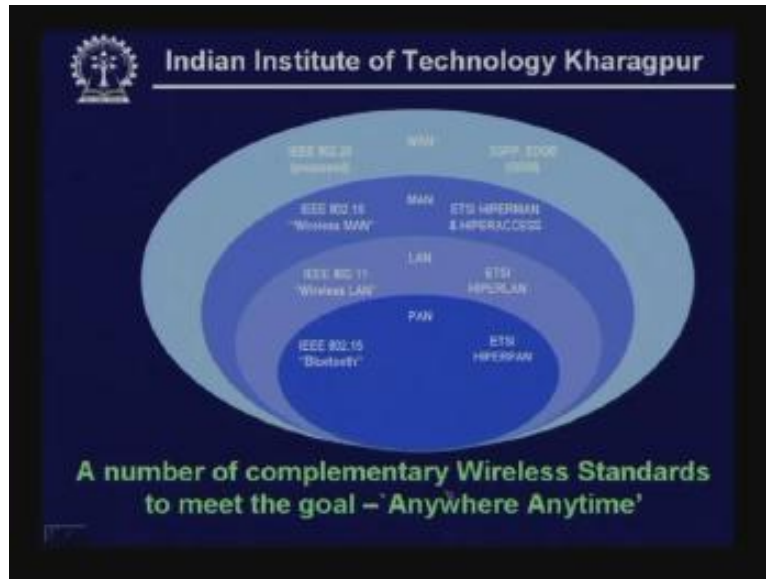 Indian Institute of Technology Kharagpur
WAN
IEEE 802.20
(proposed)
3GPP, EDGE
(GSM)
MAN
IEEE 802.16
"Wireless MAN"
ETSI HIPERMAN
& HIPERACCESS
LAN
IEEE 802.11
"Wireless LAN"
ETSI
HIPERLAN
PAN
IEEE 802.15
"Bluetooth"
ETSI
HIPERPAN
A number of complementary Wireless Standards
to meet the goal –`Anywhere Anytime'